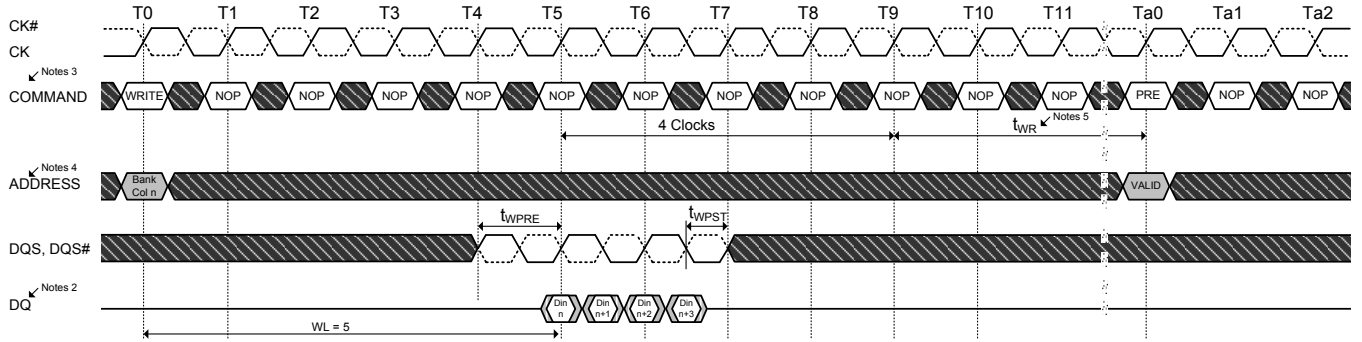 T0 T1 T2 T3 T4 T5 T6 T7 T8 T9 T10 T11 Ta0 Ta1 Ta2
CK#
CK
Notes 3
COMMAND WRITE NOP NOP NOP NOP NOP NOP NOP NOP NOP NOP NOP PRE NOP NOP
4 Clocks tWR Notes 5
Notes 4
ADDRESS Bank Col n VALID
tWPRE tWPST
DQS, DQS#
Notes 2
DQ Din n Din n+1 Din n+2 Din n+3
WL = 5